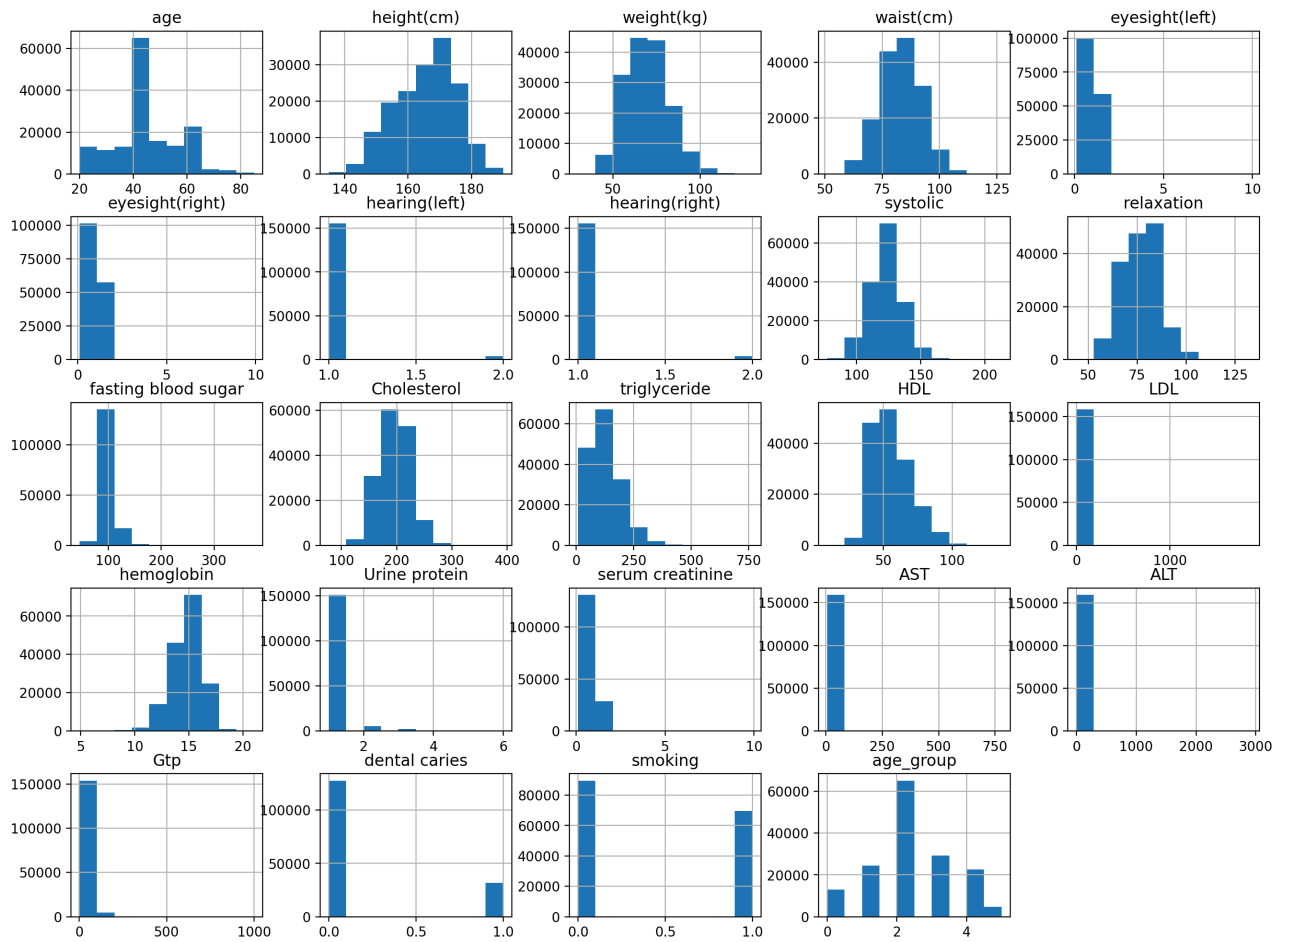 age height(cm) weight(kg) waist(cm) eyesight(left)
60000 40000 20000 0
20 40 60 80
30000 20000 10000 0
140 160 180
40000 30000 20000 10000 0
50 100
40000 20000 0
50 75 100 125
100000 75000 50000 25000 0
0 5 10
eyesight(right) hearing(left) hearing(right) systolic relaxation
100000 75000 50000 25000 0
0 5 10
150000 100000 50000 0
1.0 1.5 2.0
150000 100000 50000 0
1.0 1.5 2.0
60000 40000 20000 0
100 150 200
40000 20000 0
50 75 100 125
fasting blood sugar Cholesterol triglyceride HDL LDL
100000 50000 0
100 200 300
60000 40000 20000 0
100 200 300 400
60000 40000 20000 0
0 250 500 750
40000 20000 0
50 100
150000 100000 50000 0
0 1000
hemoglobin Urine protein serum creatinine AST ALT
60000 40000 20000 0
5 10 15 20
150000 100000 50000 0
2 4 6
100000 50000 0
0 5 10
150000 100000 50000 0
0 250 500 750
150000 100000 50000 0
0 1000 2000 3000
Gtp dental caries smoking age_group
150000 100000 50000 0
0 500 1000
100000 50000 0
0.0 0.5 1.0
80000 60000 40000 20000 0
0.0 0.5 1.0
60000 40000 20000 0
0 2 4